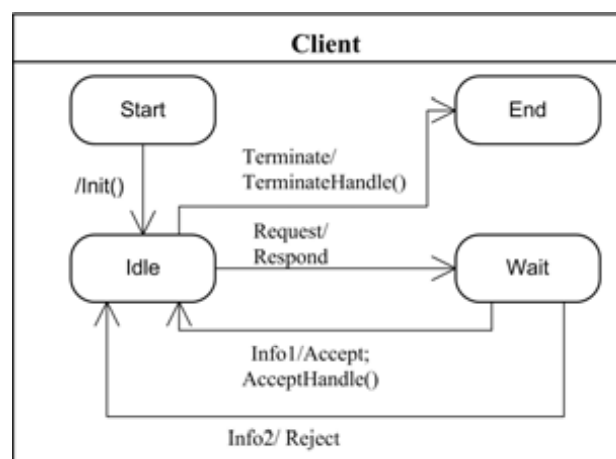 Client
Start
End
/Init()
Terminate/
TerminateHandle()
Request/
Respond
Idle
Wait
Info1/Accept;
AcceptHandle()
Info2/ Reject